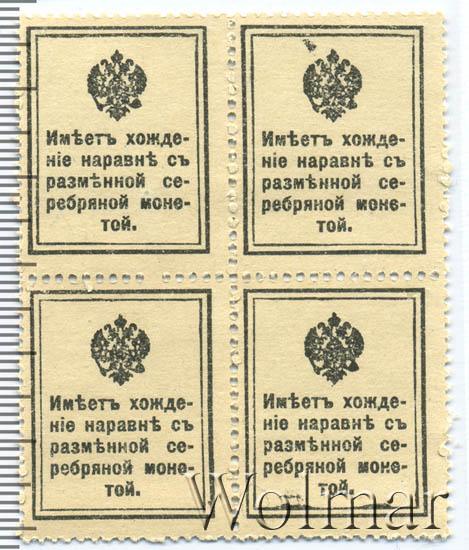 Имѣетъ хожде-
ніе наравнѣ съ
размѣнной се-
ребряной моне-
той.
Имѣетъ хожде-
ніе наравнѣ съ
размѣнной се-
ребряной моне-
той.
Имѣетъ хожде-
ніе наравнѣ съ
размѣнной се-
ребряной моне-
той.
Имѣетъ хожде-
ніе наравнѣ съ
размѣнной се-
ребряной моне-
той.
Wolmar